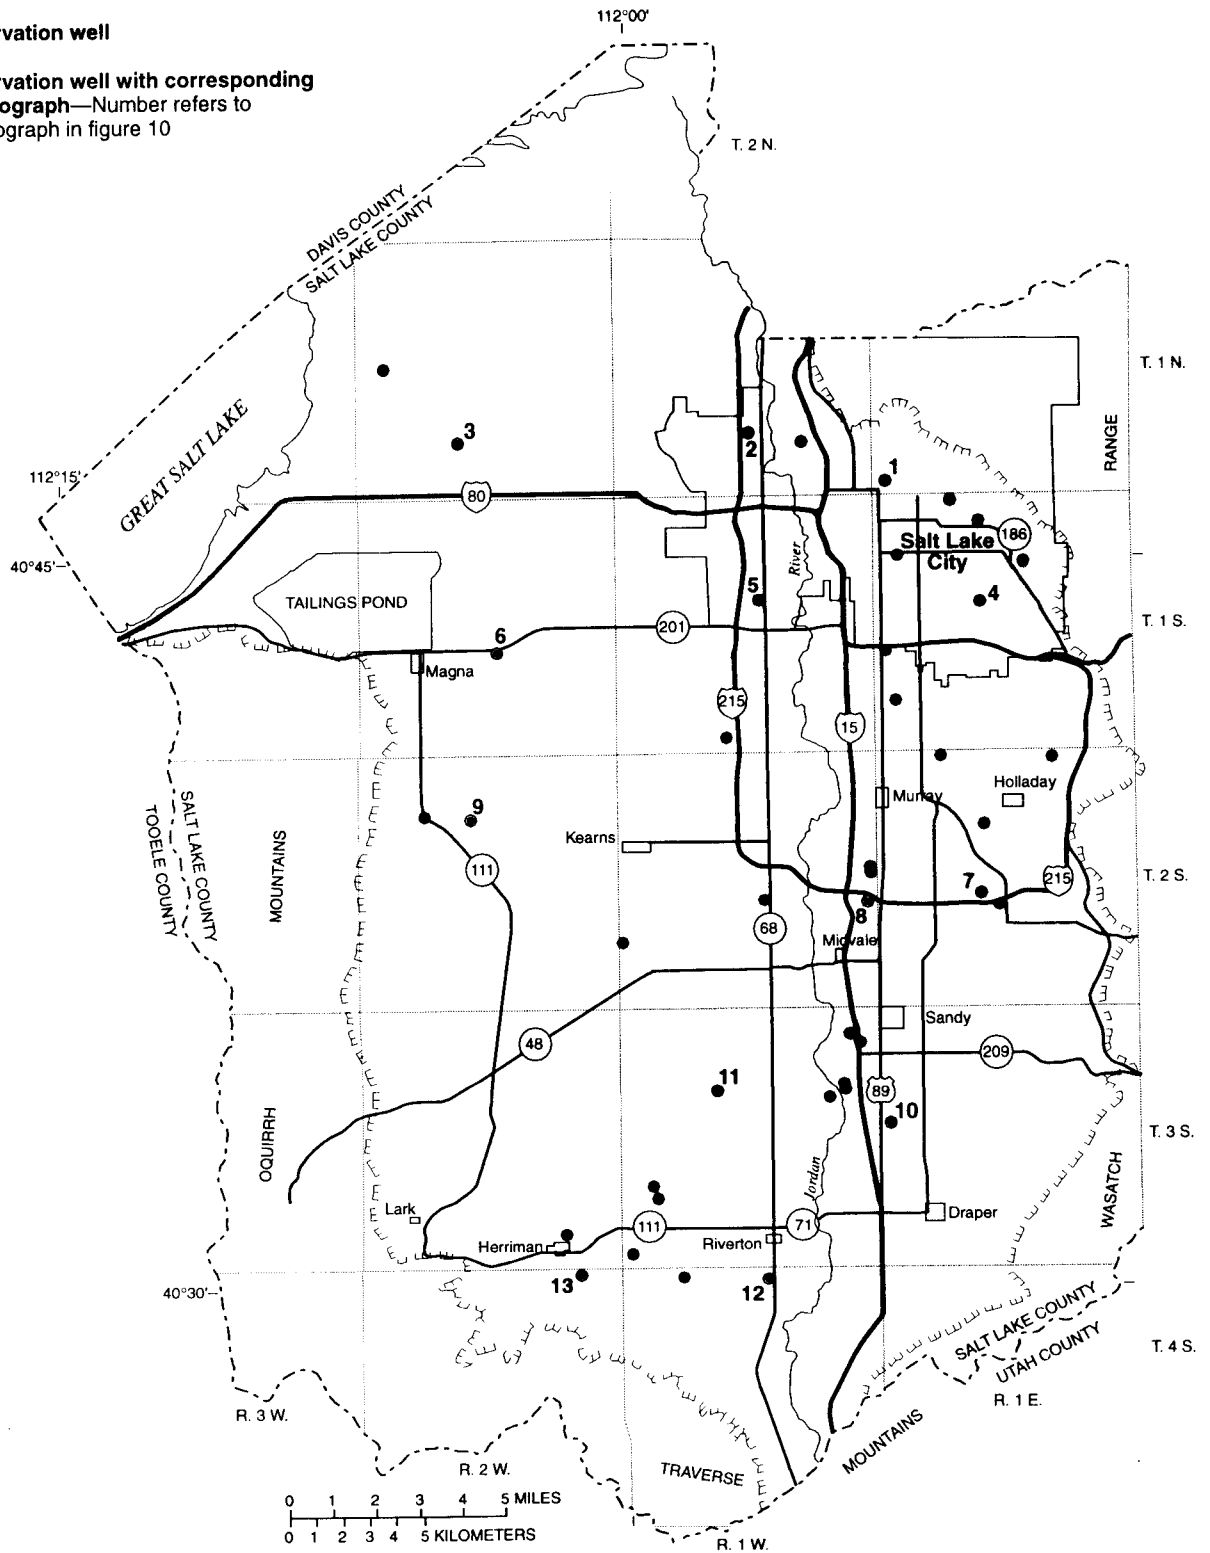 112°00'
rvation well
rvation well with corresponding
ograph—Number refers to
ograph in figure 10
T. 2 N.
DAVIS COUNTY
SALT LAKE COUNTY
T. 1 N.
GREAT SALT LAKE
3
2
1
RANGE
112°15'
80
186
Salt Lake
City
River
40°45'
TAILINGS POND
5
4
201
T. 1 S.
6
Magna
215
15
Holladay
Murray
SALT LAKE COUNTY
TOOELE COUNTY
9
MOUNTAINS
Kearns
111
7
215
T. 2 S.
8
68
Midvale
Sandy
48
209
11
89
10
T. 3 S.
OQUIRRH
Jordan
WASATCH
Lark
111
71
Draper
Herriman
Riverton
40°30'
13
12
SALT LAKE COUNTY
UTAH COUNTY
T. 4 S.
R. 3 W.
R. 1 E.
MOUNTAINS
R. 2 W.
TRAVERSE
0 1 2 3 4 5 MILES
0 1 2 3 4 5 KILOMETERS
R. 1 W.